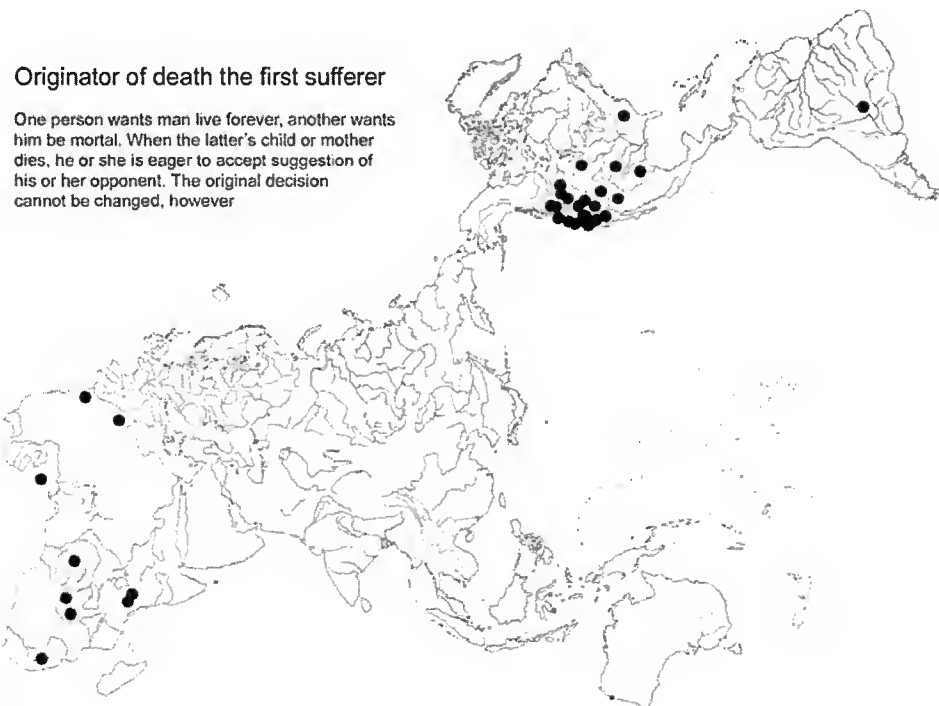 Originator of death the first sufferer
One person wants man live forever, another wants
him be mortal. When the latter's child or mother
dies, he or she is eager to accept suggestion of
his or her opponent. The original decision
cannot be changed, however